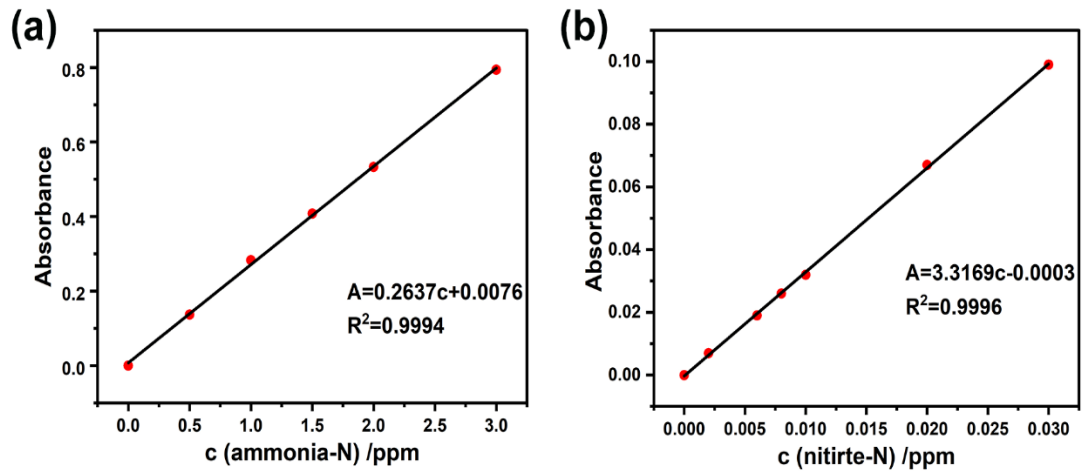 (a)
Absorbance
0.8
0.6
0.4
0.2
0.0
A=0.2637c+0.0076
R²=0.9994
0.0 0.5 1.0 1.5 2.0 2.5 3.0
c (ammonia-N) /ppm
(b)
Absorbance
0.10
0.08
0.06
0.04
0.02
0.00
A=3.3169c-0.0003
R²=0.9996
0.000 0.005 0.010 0.015 0.020 0.025 0.030
c (nitirte-N) /ppm